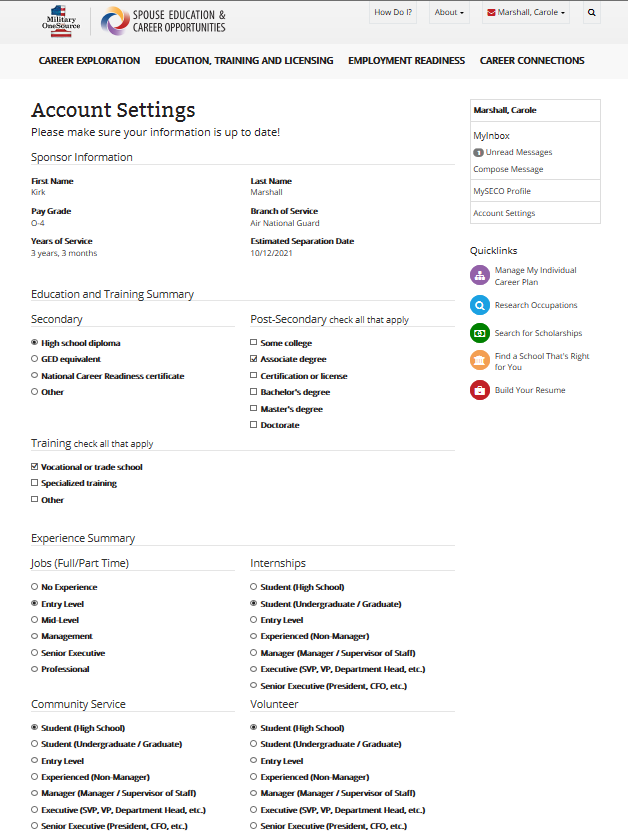 Military
OneSource
SPOUSE EDUCATION &
CAREER OPPORTUNITIES
How Do I?
About
Marshall, Carole
CAREER EXPLORATION
EDUCATION, TRAINING AND LICENSING
EMPLOYMENT READINESS
CAREER CONNECTIONS
Account Settings
Please make sure your information is up to date!
Sponsor Information
First Name
Kirk
Last Name
Marshall
Pay Grade
O-4
Branch of Service
Air National Guard
Years of Service
3 years, 3 months
Estimated Separation Date
10/12/2021
Education and Training Summary
Secondary
High school diploma
GED equivalent
National Career Readiness certificate
Other
Post-Secondary check all that apply
Some college
Associate degree
Certification or license
Bachelor's degree
Master's degree
Doctorate
Training check all that apply
Vocational or trade school
Specialized training
Other
Experience Summary
Jobs (Full/Part Time)
No Experience
Entry Level
Mid-Level
Management
Senior Executive
Professional
Internships
Student (High School)
Student (Undergraduate / Graduate)
Entry Level
Experienced (Non-Manager)
Manager (Manager / Supervisor of Staff)
Executive (SVP, VP, Department Head, etc.)
Senior Executive (President, CFO, etc.)
Community Service
Student (High School)
Student (Undergraduate / Graduate)
Entry Level
Experienced (Non-Manager)
Manager (Manager / Supervisor of Staff)
Executive (SVP, VP, Department Head, etc.)
Senior Executive (President, CFO, etc.)
Volunteer
Student (High School)
Student (Undergraduate / Graduate)
Entry Level
Experienced (Non-Manager)
Manager (Manager / Supervisor of Staff)
Executive (SVP, VP, Department Head, etc.)
Senior Executive (President, CFO, etc.)
Marshall, Carole
MyInbox
1 Unread Messages
Compose Message
MySECO Profile
Account Settings
Quicklinks
Manage My Individual
Career Plan
Research Occupations
Search for Scholarships
Find a School That's Right
for You
Build Your Resume